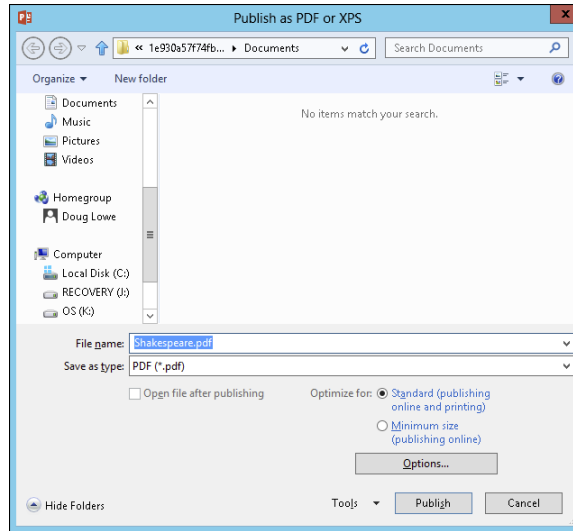 Publish as PDF or XPS
x
« 1e930a57f74fb... Documents
Search Documents
Organize
New folder
Documents
Music
Pictures
Videos
Homegroup
Doug Lowe
Computer
Local Disk (C:)
RECOVERY (J:)
OS (K:)
No items match your search.
File name: Shakespeare.pdf
Save as type: PDF (*.pdf)
Open file after publishing
Optimize for: Standard (publishing
online and printing)
Minimum size
(publishing online)
Options...
Hide Folders
Tools
Publish
Cancel